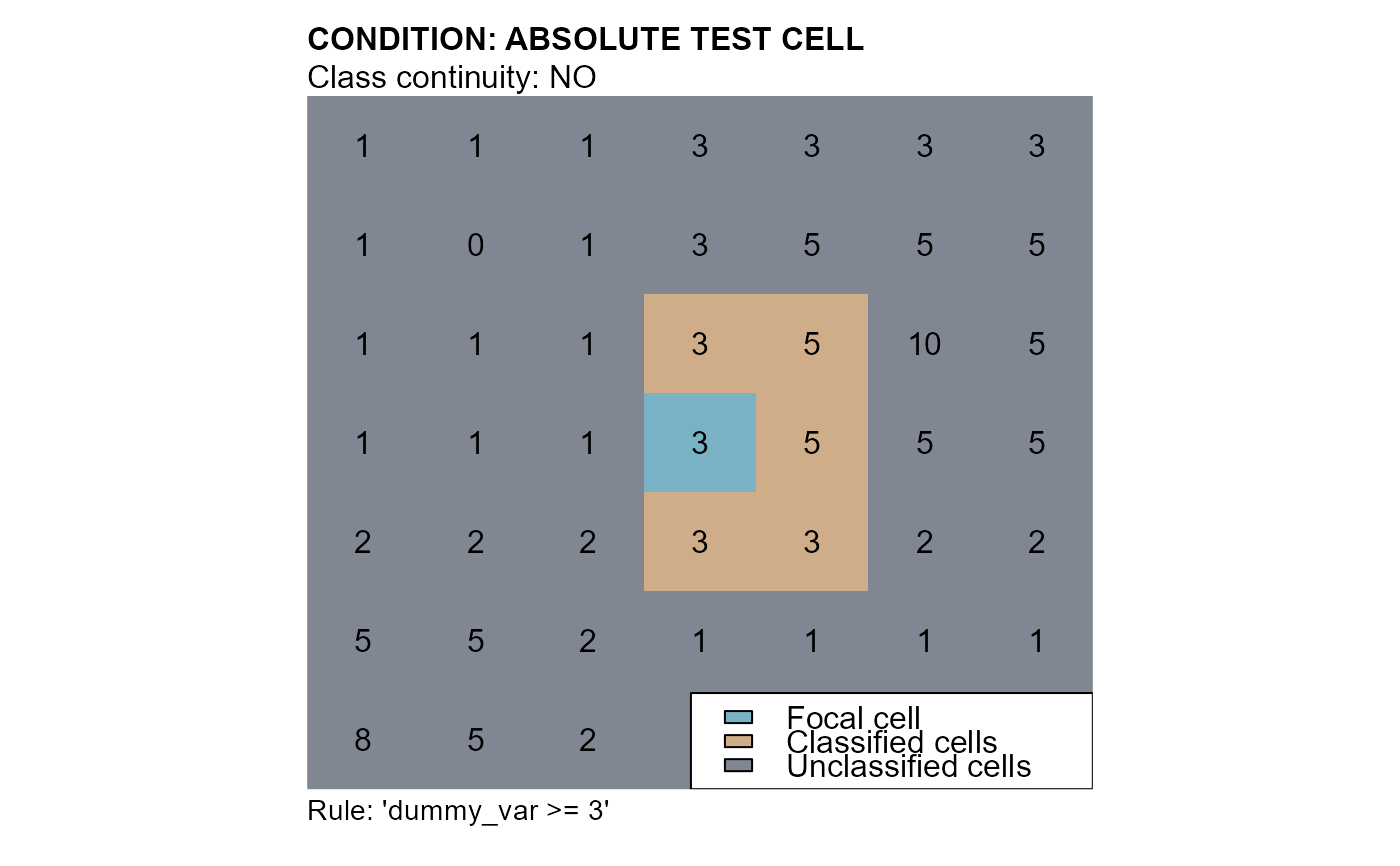 CONDITION: ABSOLUTE TEST CELL
Class continuity: NO
1 1 1 3 3 3 3
1 0 1 3 5 5 5
1 1 1 3 5 10 5
1 1 1 3 5 5 5
2 2 2 3 3 2 2
5 5 2 1 1 1 1
8 5 2
Focal cell
Classified cells
Unclassified cells
Rule: 'dummy_var >= 3'